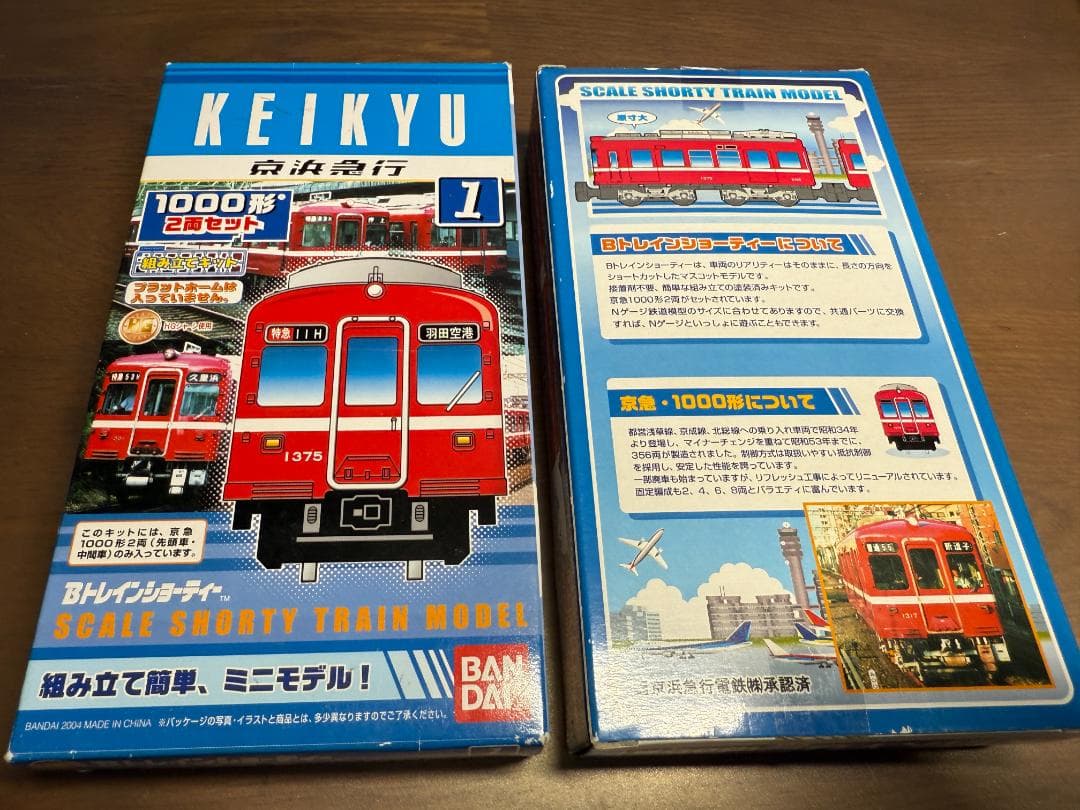 KEIKYU
京浜急行
1000形
2両セット
1
組み立てキット
プラットホームは
入っていません。
HG
HGシャーシ使用
特急 11H
羽田空港
久里浜
1375
このキットには、京急
1000形2両(先頭車・
中間車)のみ入っています。
Bトレインショーティー™
SCALE SHORTY TRAIN MODEL
組み立て簡単、ミニモデル!
BANDAI
BANDAI 2004 MADE IN CHINA ※パッケージの写真・イラストと商品とは、多少異なりますのでご了承ください。
SCALE SHORTY TRAIN MODEL
原寸大
1375
Bトレインショーティーについて
Bトレインショーティーは、車両のリアリティーはそのままに、長さの方向を
ショートカットしたマスコットモデルです。
接着剤不要、簡単な組み立ての塗装済みキットです。
京急1000形2両がセットされています。
Nゲージ鉄道模型のサイズに合わせてありますので、共通パーツに交換
すれば、Nゲージといっしょに遊ぶこともできます。
京急・1000形について
都営浅草線、京成線、北総線への乗り入れ車両で昭和34年
より登場し、マイナーチェンジを重ねて昭和53年までに、
356両が製造されました。制御方式は取扱いやすい抵抗制御
を採用し、安定した性能を誇っています。
一部廃車も始まっていますが、リフレッシュ工事によってリニューアルされています。
固定編成も2、4、6、8両とバラエティに富んでいます。
新逗子
1317
京浜急行電鉄㈱承認済